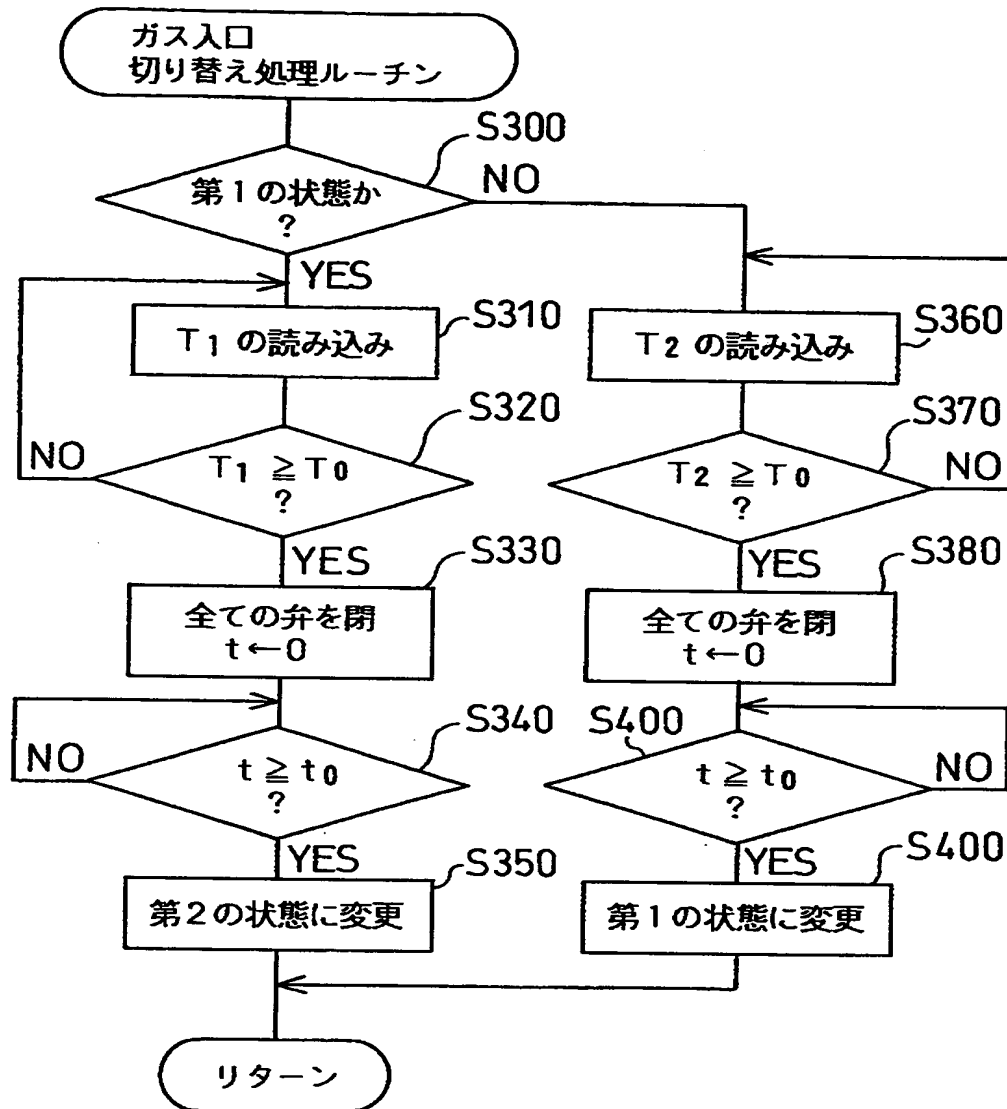 ガス入口
切り替え処理ルーチン
S300
第1の状態か
?
NO
YES
S310
T1 の読み込み
S320
T1 ≧ T0
?
NO
YES
S330
全ての弁を閉
t←0
S340
t ≧ t0
?
NO
YES
S350
第2の状態に変更
S360
T2 の読み込み
S370
T2 ≧ T0
?
NO
YES
S380
全ての弁を閉
t←0
S400
t ≧ t0
?
NO
YES
S400
第1の状態に変更
リターン